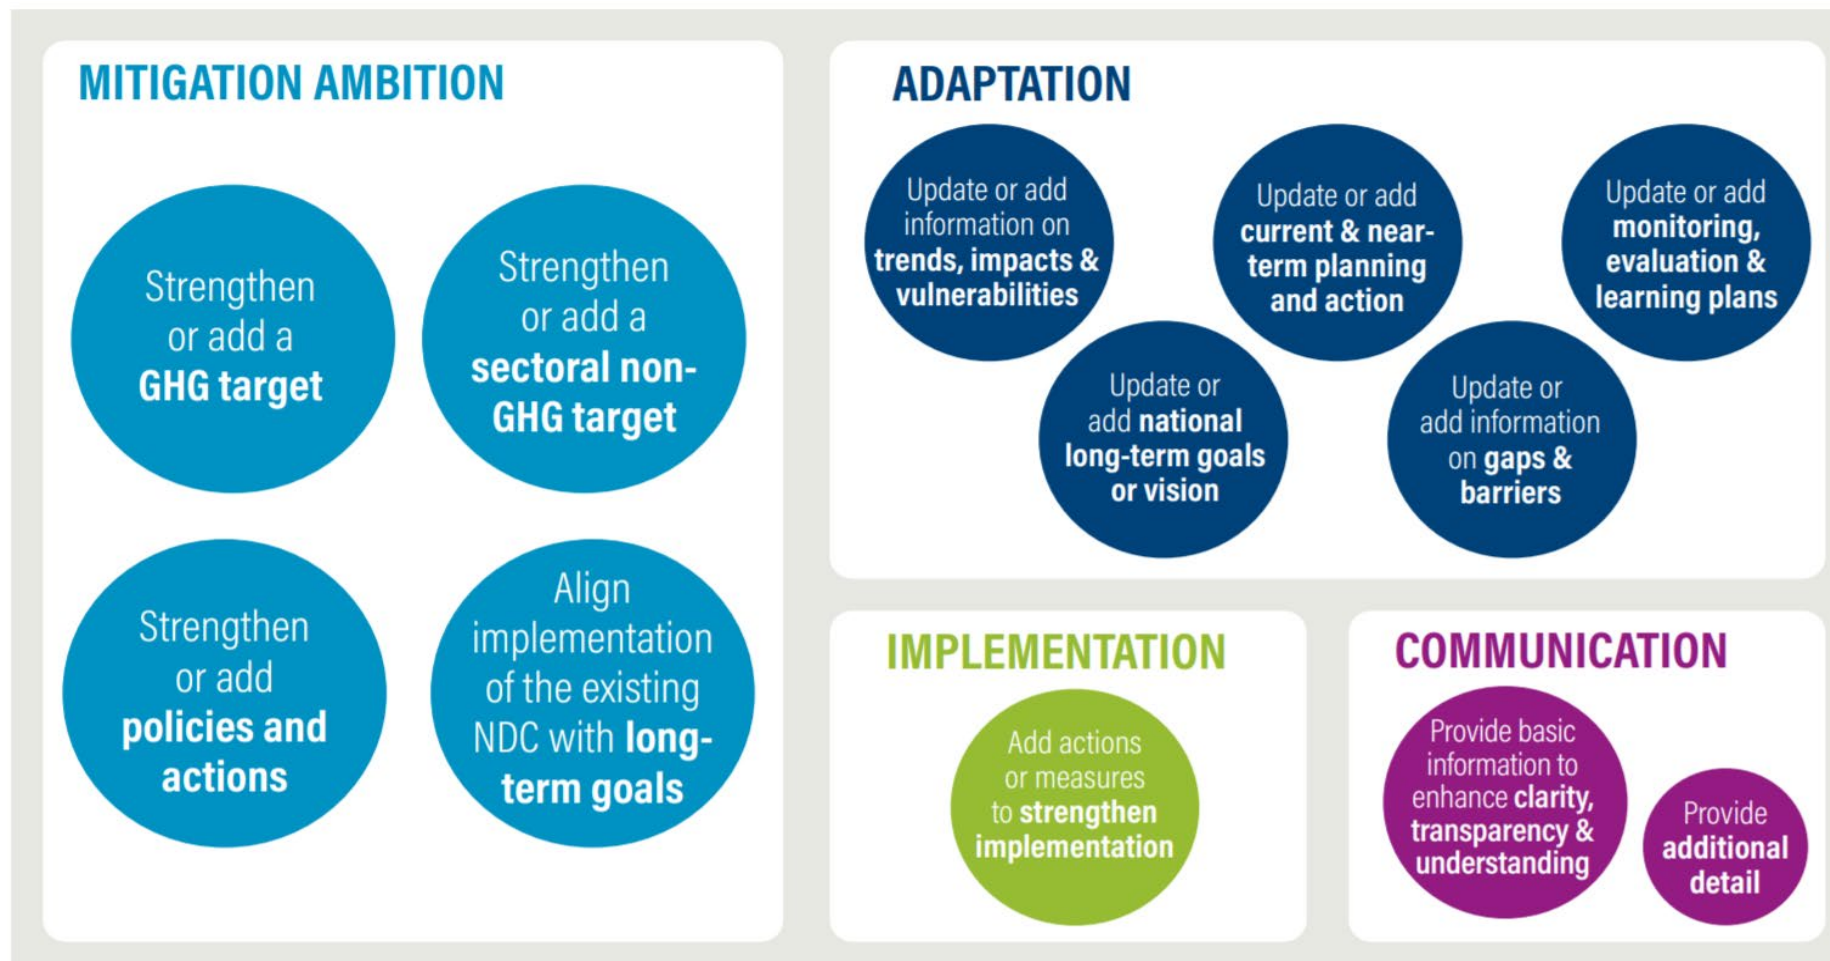 MITIGATION AMBITION
Strengthen
or add a
GHG target
Strengthen
or add a
sectoral non-
GHG target
Strengthen
or add
policies and
actions
Align
implementation
of the existing
NDC with long-
term goals
ADAPTATION
Update or add
information on
trends, impacts &
vulnerabilities
Update or add
current & near-
term planning
and action
Update or add
monitoring,
evaluation &
learning plans
Update or
add national
long-term goals
or vision
Update or
add information
on gaps &
barriers
IMPLEMENTATION
Add actions
or measures
to strengthen
implementation
COMMUNICATION
Provide basic
information to
enhance clarity,
transparency &
understanding
Provide
additional
detail